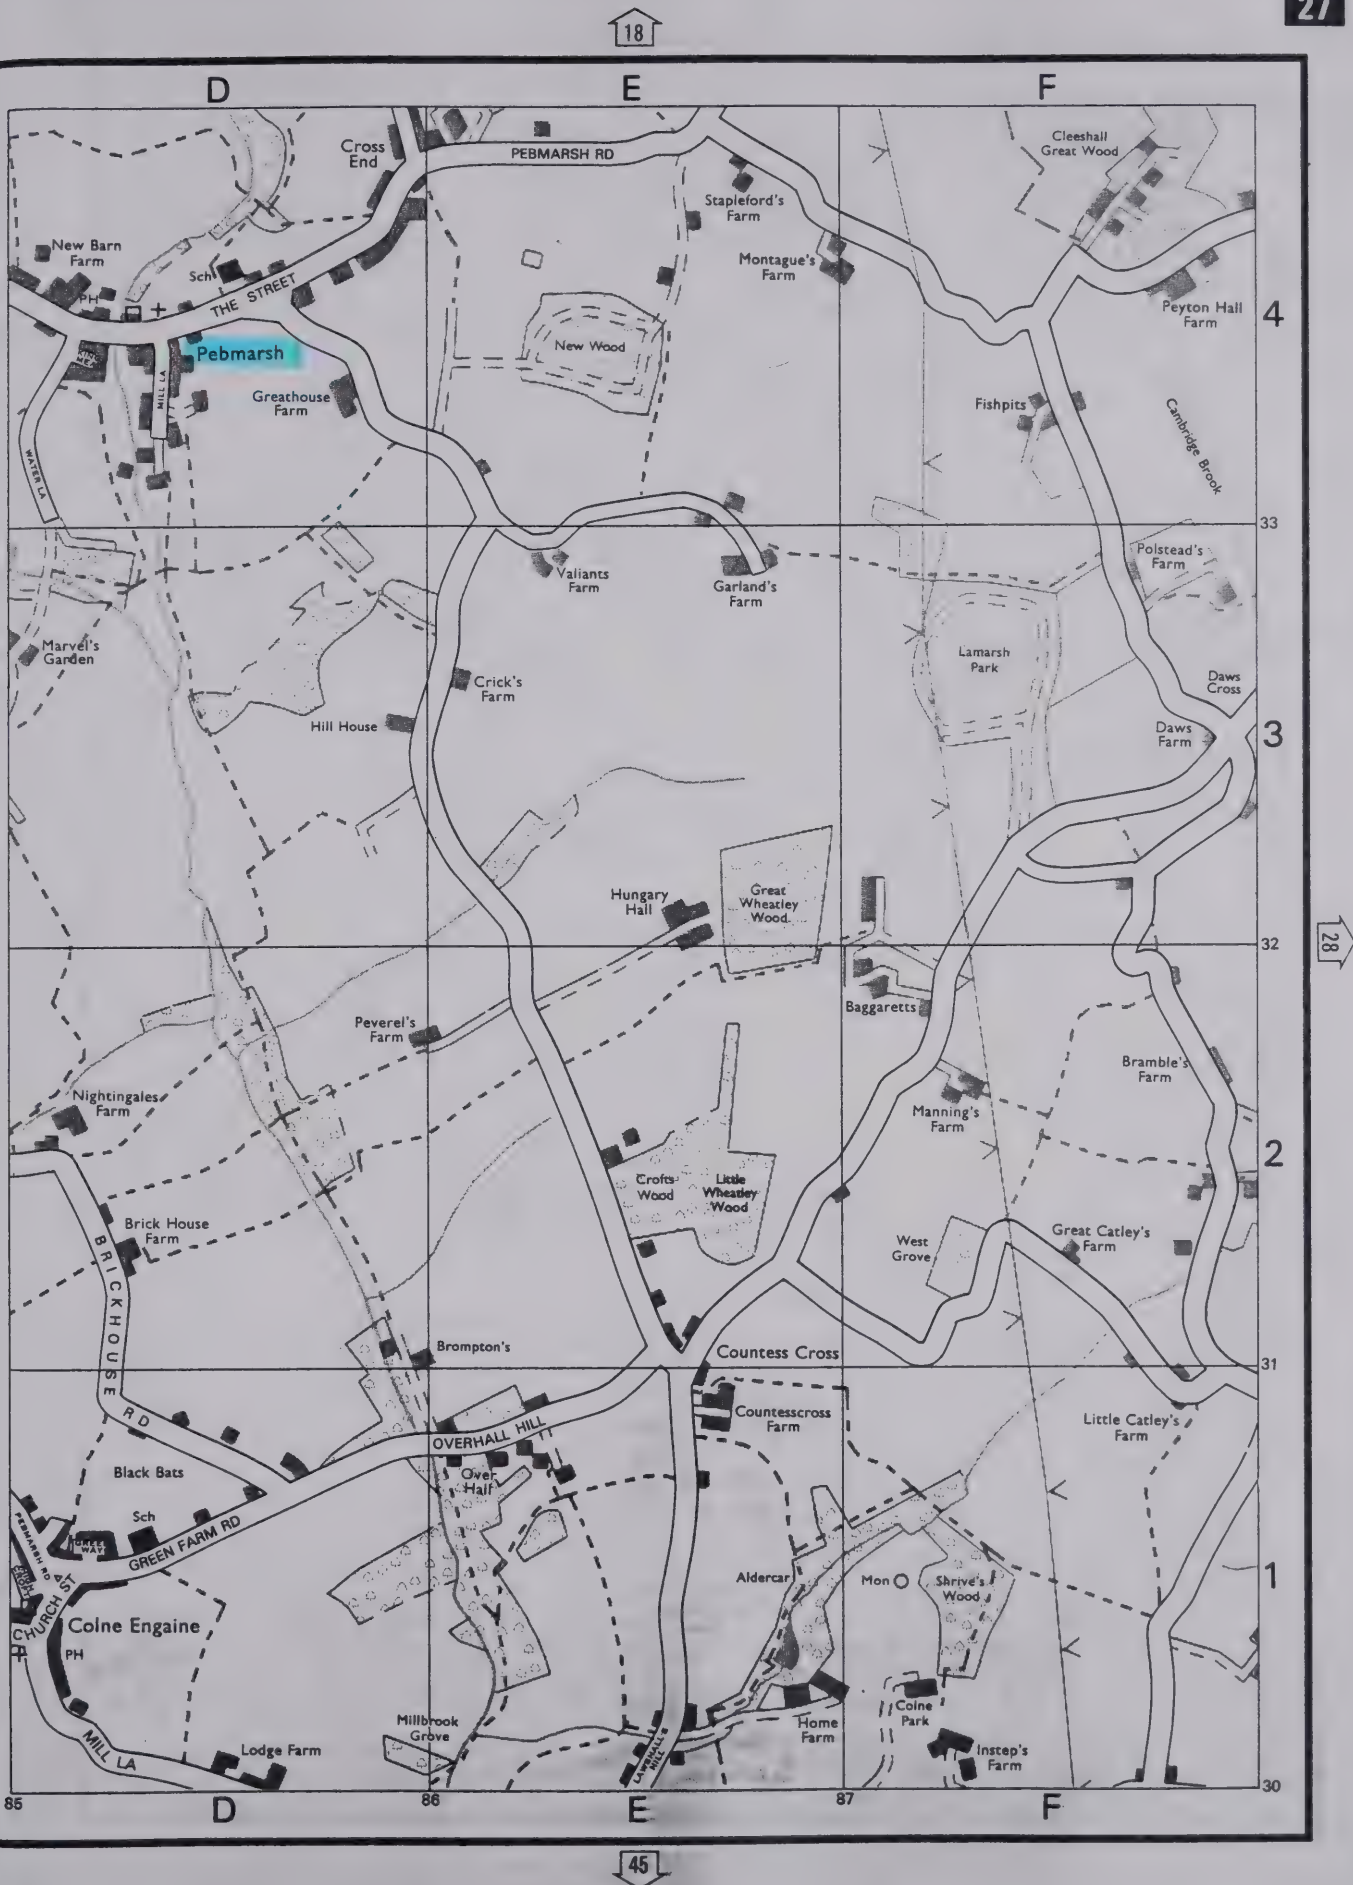 27
18
D
E
F
Cross
End
PEBMARSH RD
Cleeshall
Great Wood
Stapleford's
Farm
New Barn
Farm
Sch
Montague's
Farm
PH
THE STREET
Peyton Hall
Farm
4
New Wood
Pebmarsh
MILL LA
Greathouse
Farm
Fishpits
Cambridge Brook
WATER LA
33
Polstead's
Farm
Valiants
Farm
Garland's
Farm
Marvel's
Garden
Lamarsh
Park
Crick's
Farm
Daws
Cross
Hill House
Daws
Farm
3
Hungary
Hall
Great
Wheatley
Wood
32
28
Baggaretts
Peverel's
Farm
Bramble's
Farm
Nightingales
Farm
Manning's
Farm
2
Crofts
Wood
Little
Wheatley
Wood
Brick House
Farm
BRICKHOUSE RD
West
Grove
Great Catley's
Farm
Brompton's
Countess Cross
31
Countesscross
Farm
Little Catley's
Farm
OVERHALL HILL
Over
Hall
Black Bats
Sch
PEBMARSH RD
GREEN
WAY
GREEN FARM RD
CHURCH ST
Aldercar
Mon
Shrive's
Wood
1
Colne Engaine
PH
Colne
Park
Millbrook
Grove
Home
Farm
MILL LA
Lodge Farm
LAWSHALL'S
HILL
Instep's
Farm
30
85
86
87
D
E
F
45